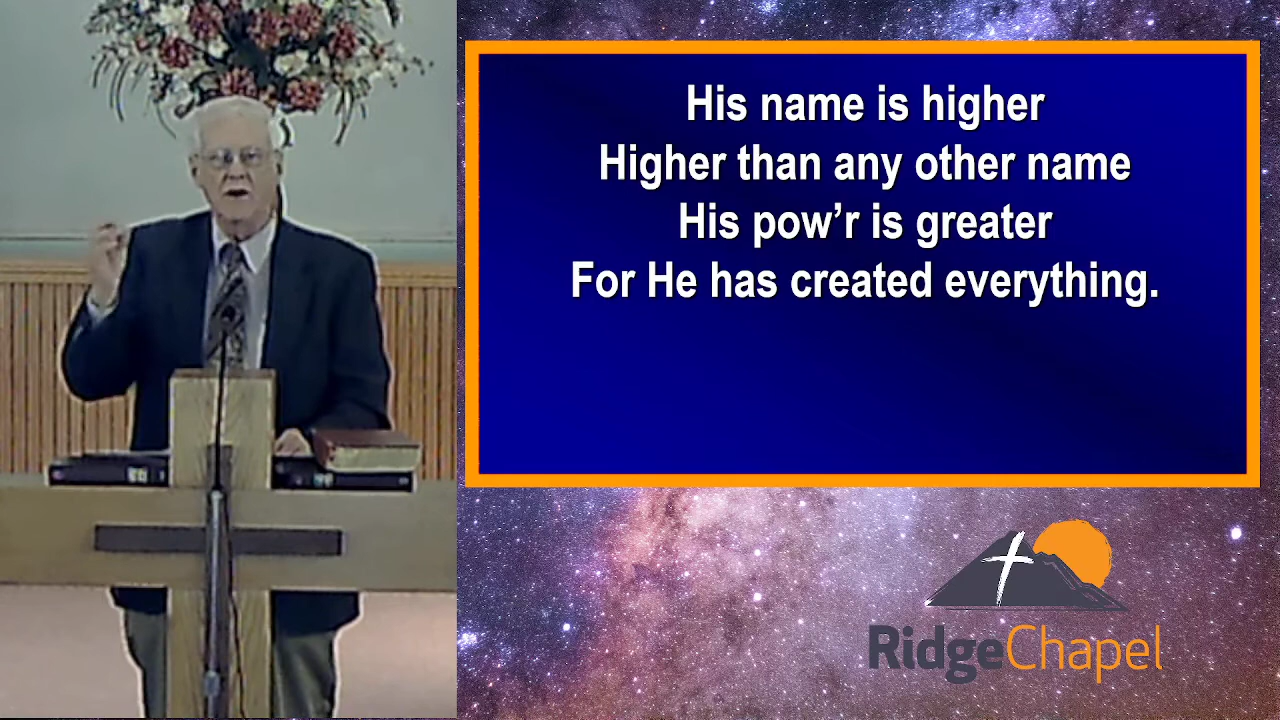 His name is higher
Higher than any other name
His pow’r is greater
For He has created everything.
RidgeChapel